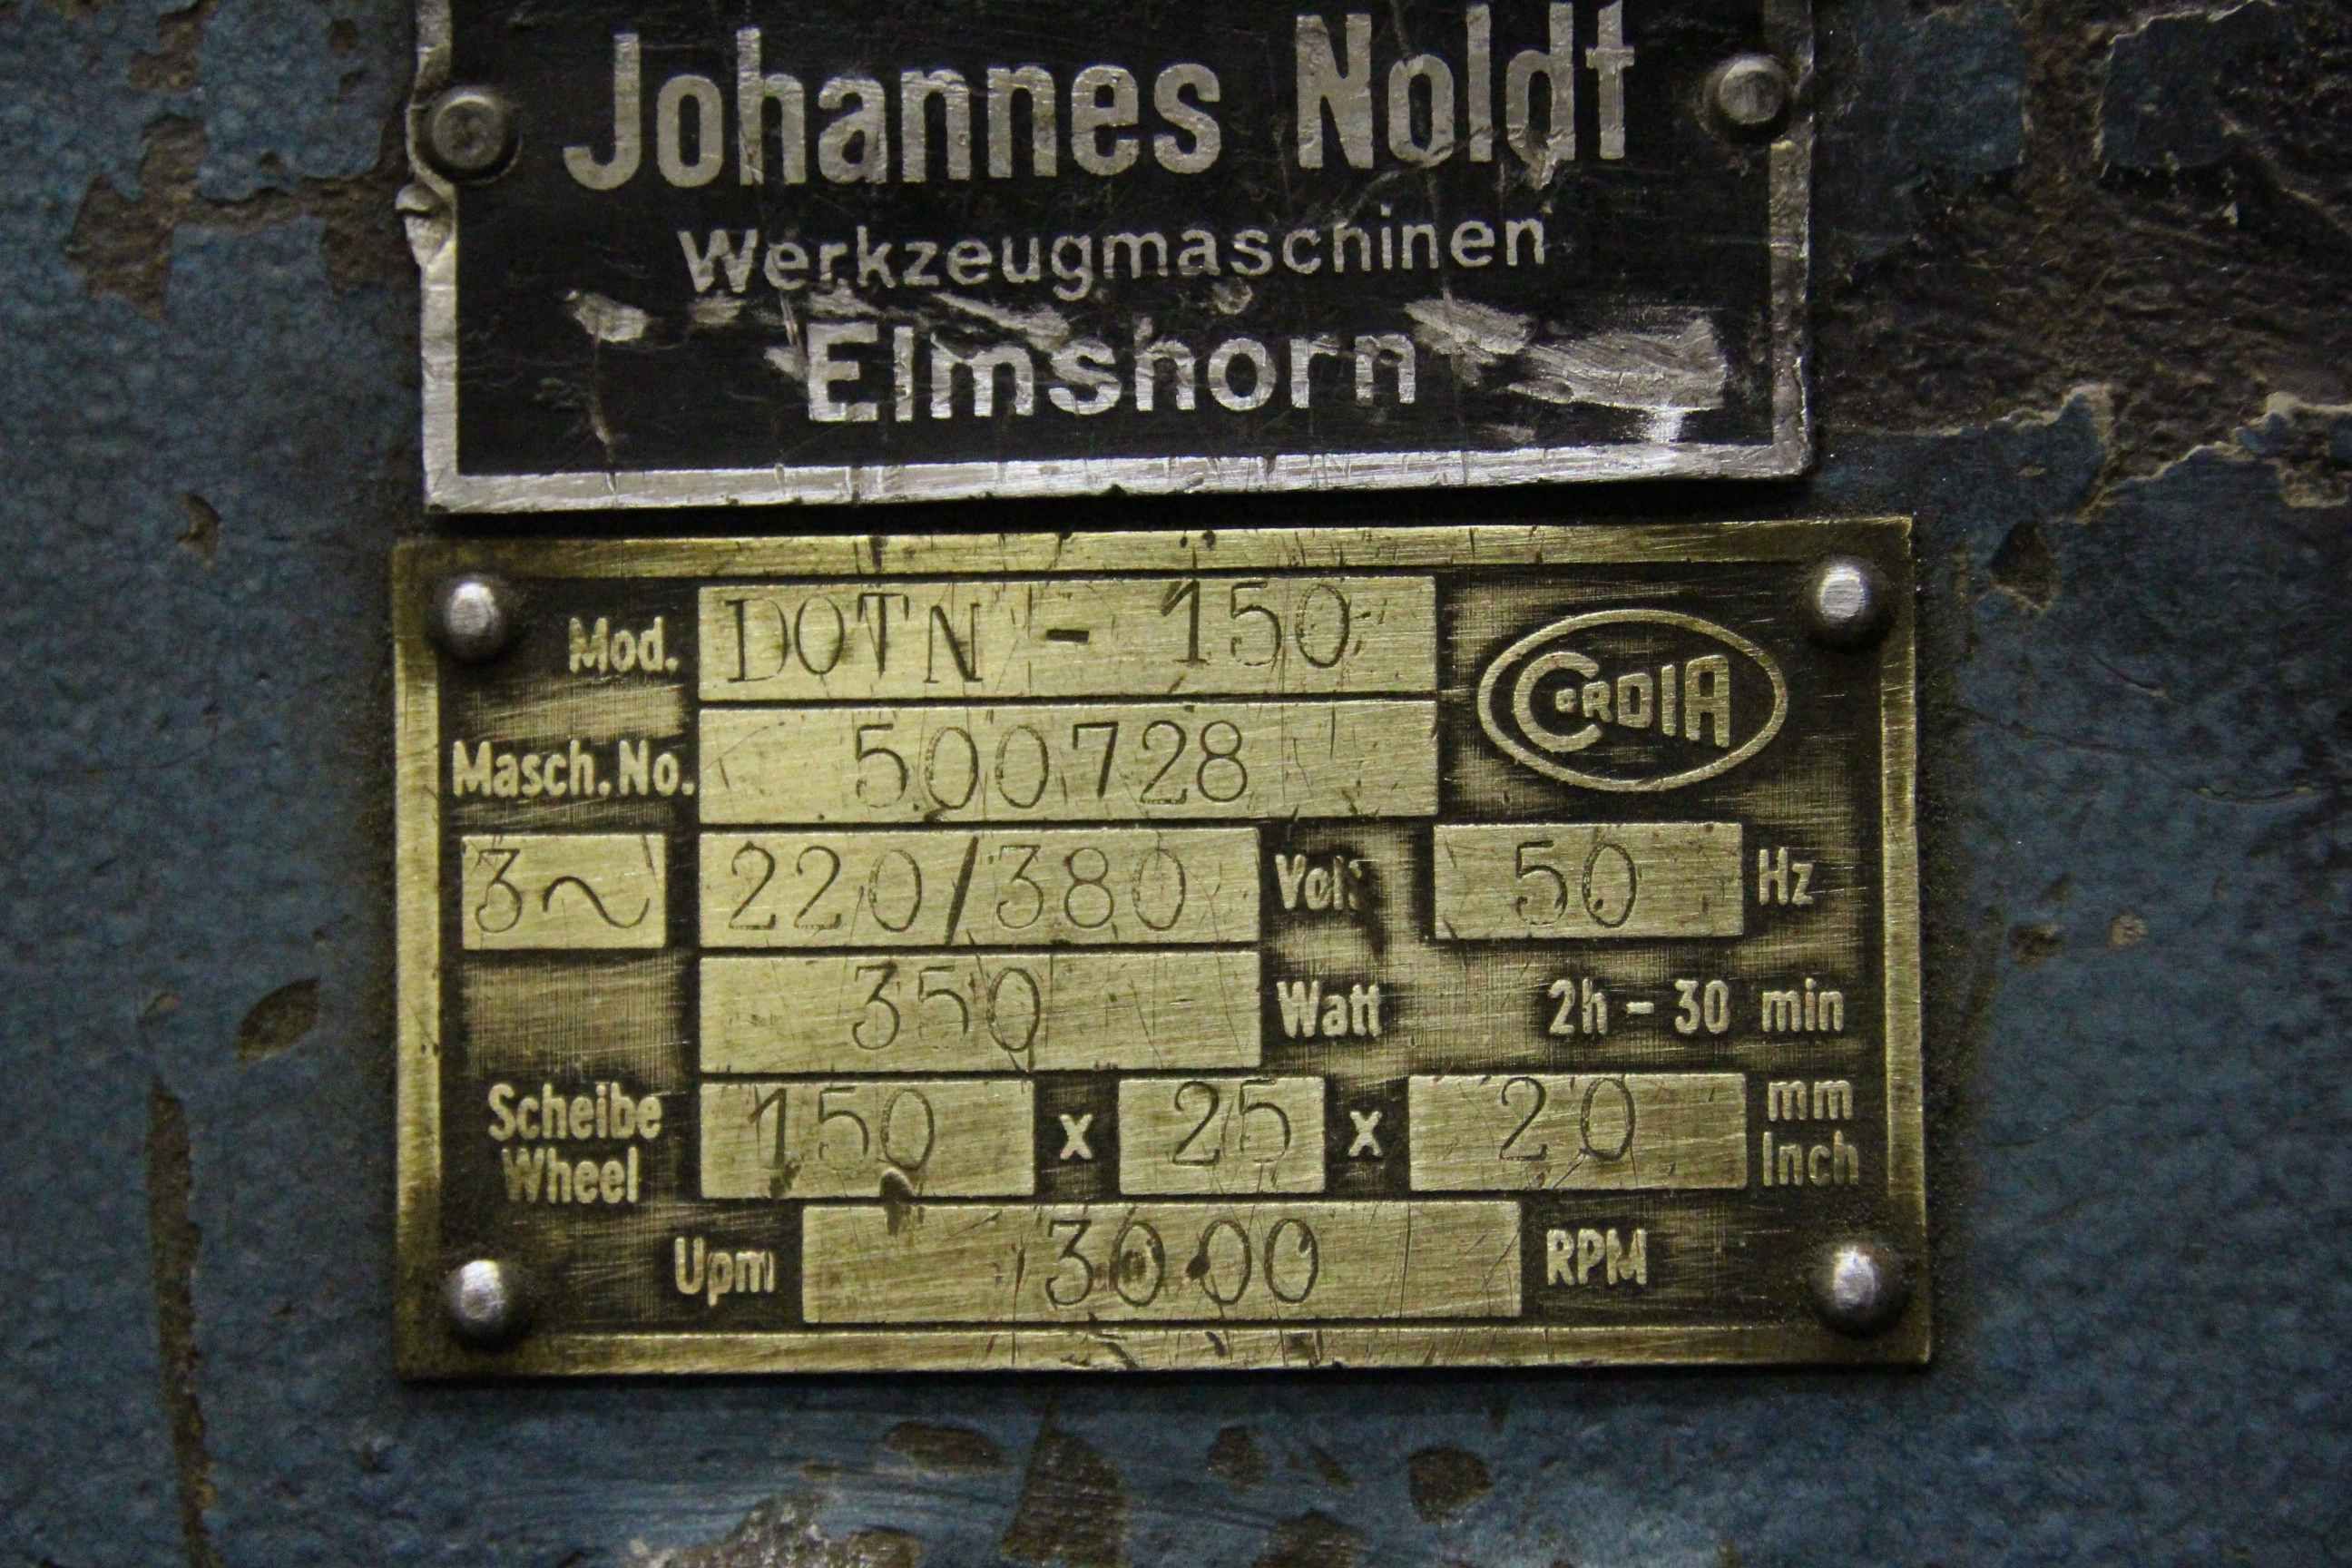 Johannes Noldt
Werkzeugmaschinen
Elmshorn
Mod. DOTN - 150
CORDIA
Masch. No. 500728
3~ 220/380 Volt 50 Hz
350 Watt 2h - 30 min
Scheibe
Wheel
150 x 25 x 20
mm
Inch
Upm 3000 RPM